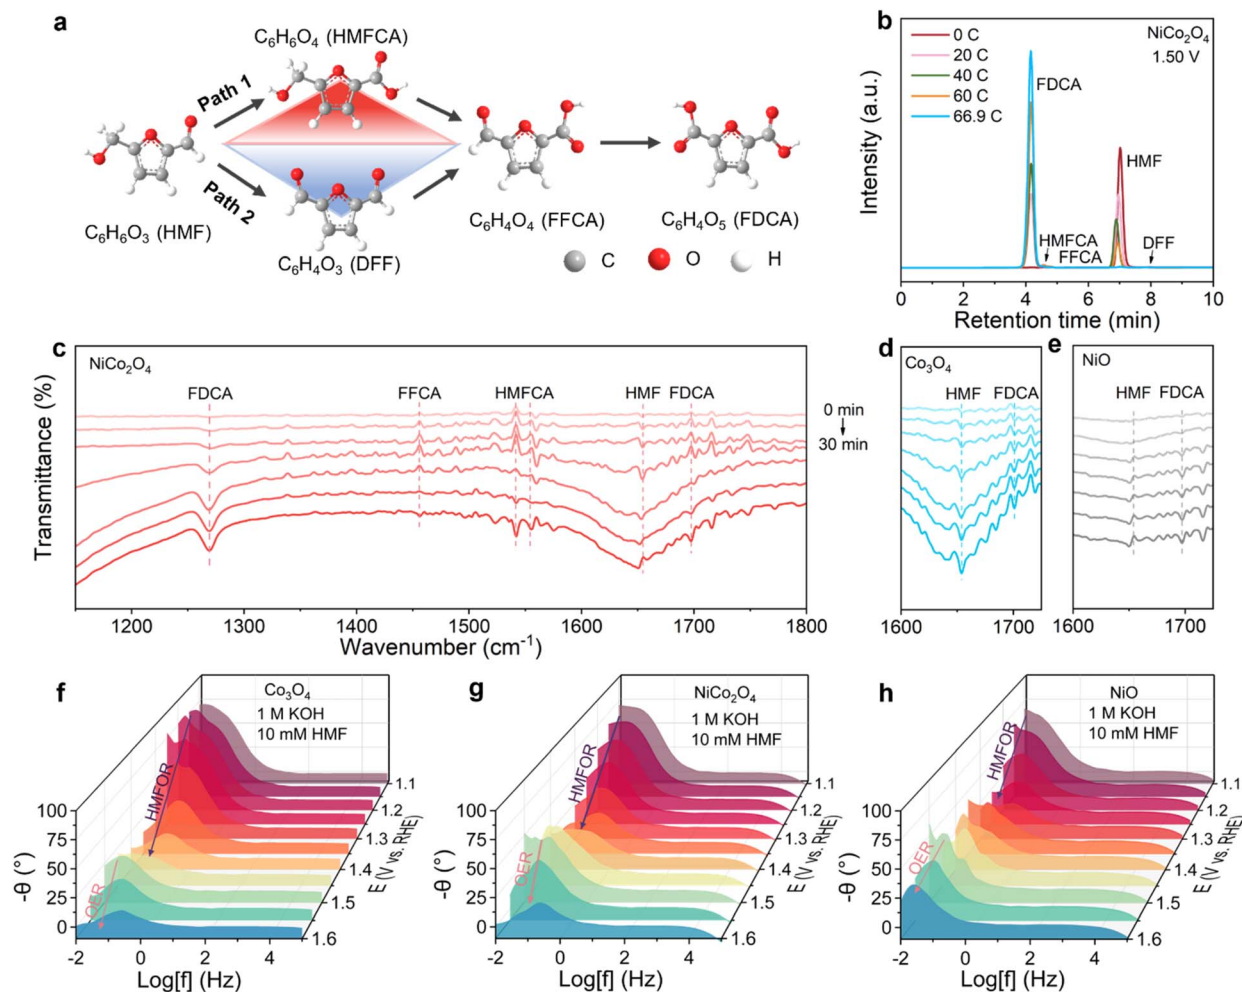 a
C₆H₆O₄ (HMFCA)
Path 1
Path 2
C₆H₆O₃ (HMF)
C₆H₄O₃ (DFF)
C₆H₄O₄ (FFCA)
C₆H₄O₅ (FDCA)
C
O
H
b
NiCo₂O₄
1.50 V
0 C
20 C
40 C
60 C
66.9 C
FDCA
HMF
HMFCA
FFCA
DFF
Intensity (a.u.)
0 2 4 6 8 10
Retention time (min)
c
NiCo₂O₄
FDCA FFCA HMFCA HMF FDCA
Transmittance (%)
1200 1300 1400 1500 1600 1700 1800
Wavenumber (cm⁻¹)
0 min
30 min
d
Co₃O₄
HMF FDCA
1600 1700
e
NiO
HMF FDCA
1600 1700
f
Co₃O₄
1 M KOH
10 mM HMF
HMFOR
OER
100
75
50
25
0
-θ (°)
-2 0 2 4
Log[f] (Hz)
1.1
1.2
1.3
1.4
1.5
1.6
E (V vs. RHE)
g
NiCo₂O₄
1 M KOH
10 mM HMF
HMFOR
OER
100
75
50
25
0
-θ (°)
-2 0 2 4
Log[f] (Hz)
1.1
1.2
1.3
1.4
1.5
1.6
E (V vs. RHE)
h
NiO
1 M KOH
10 mM HMF
HMFOR
OER
100
75
50
25
0
-θ (°)
-2 0 2 4
Log[f] (Hz)
1.1
1.2
1.3
1.4
1.5
1.6
E (V vs. RHE)